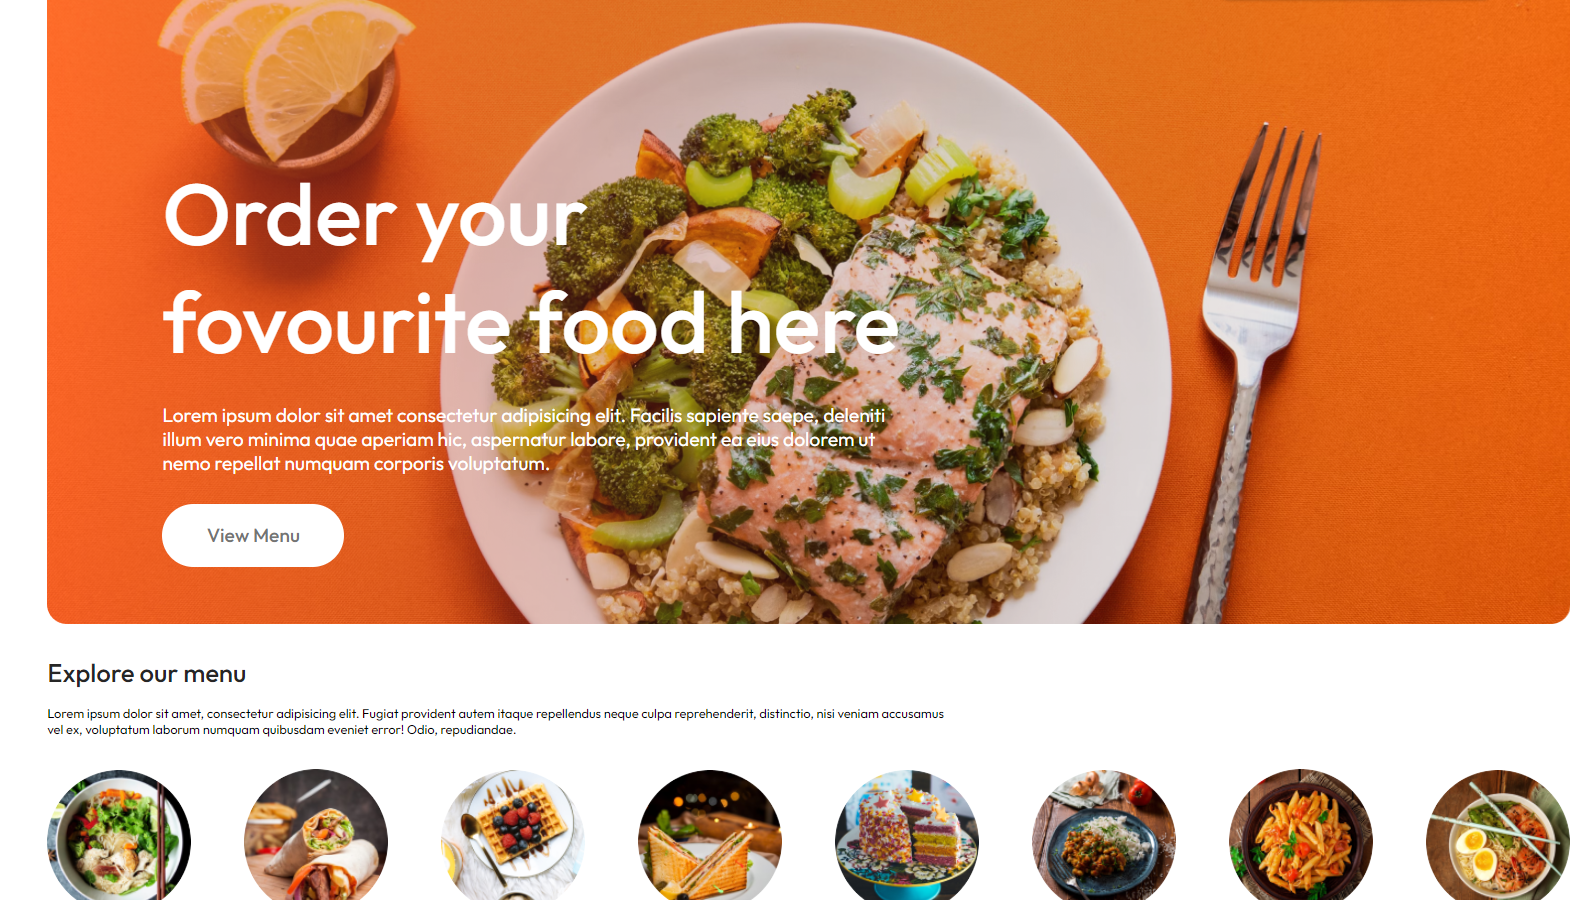 Order your
fovourite food here
Lorem ipsum dolor sit amet consectetur adipisicing elit. Facilis sapiente saepe, deleniti
illum vero minima quae aperiam hic, aspernatur labore, provident ea eius dolorem ut
nemo repellat numquam corporis voluptatum.
View Menu
Explore our menu
Lorem ipsum dolor sit amet, consectetur adipisicing elit. Fugiat provident autem itaque repellendus neque culpa reprehenderit, distinctio, nisi veniam accusamus
vel ex, voluptatum laborum numquam quibusdam eveniet error! Odio, repudiandae.